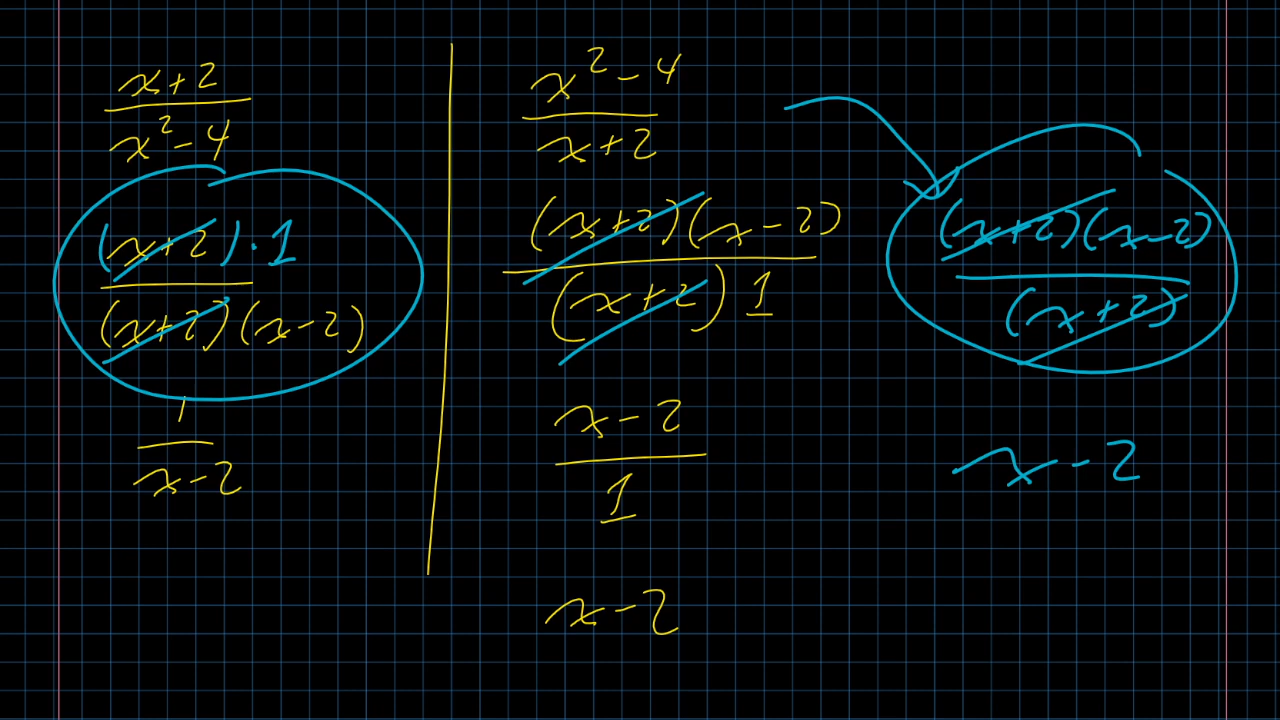 x+2
x² - 4
(x+2) · 1
(x+2)(x-2)
1
x-2
x² - 4
x+2
(x+2)(x-2)
(x+2) 1
x-2
1
x-2
(x+2)(x-2)
(x+2)
x-2